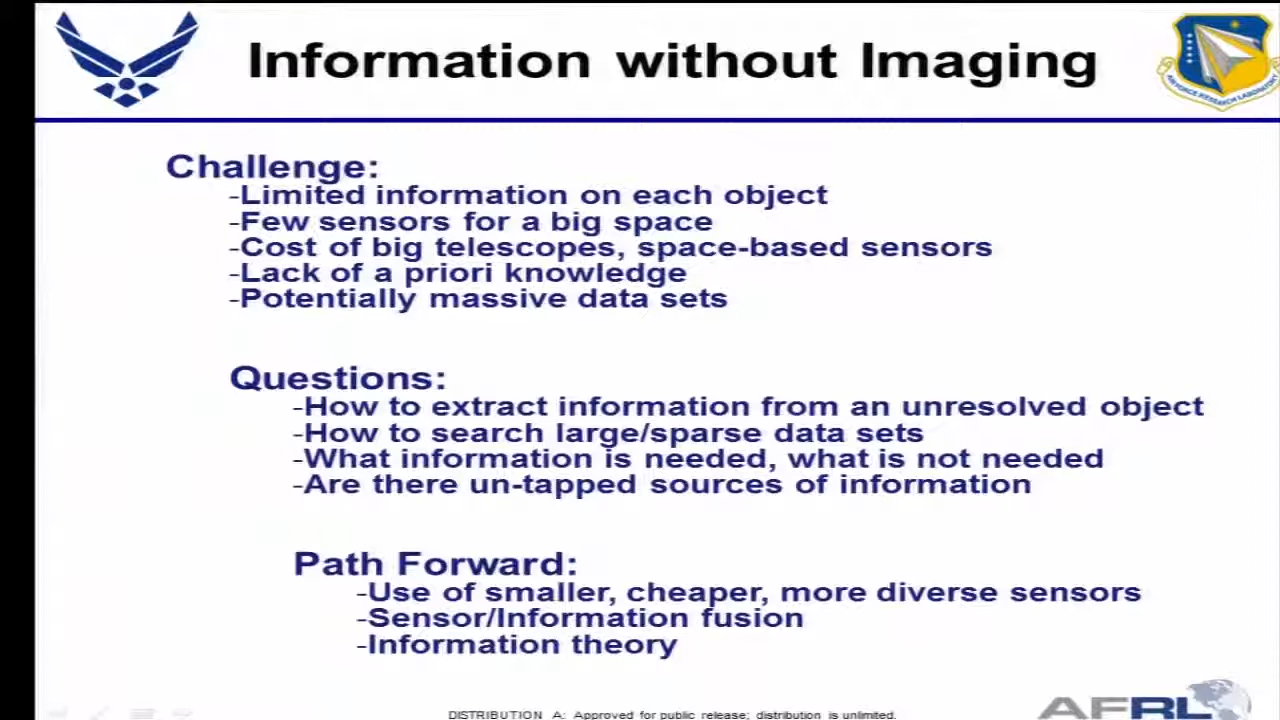 Information without Imaging
AIR FORCE RESEARCH LABORATORY
Challenge:
-Limited information on each object
-Few sensors for a big space
-Cost of big telescopes, space-based sensors
-Lack of a priori knowledge
-Potentially massive data sets
Questions:
-How to extract information from an unresolved object
-How to search large/sparse data sets
-What information is needed, what is not needed
-Are there un-tapped sources of information
Path Forward:
-Use of smaller, cheaper, more diverse sensors
-Sensor/Information fusion
-Information theory
DISTRIBUTION A: Approved for public release; distribution is unlimited.
AFRL